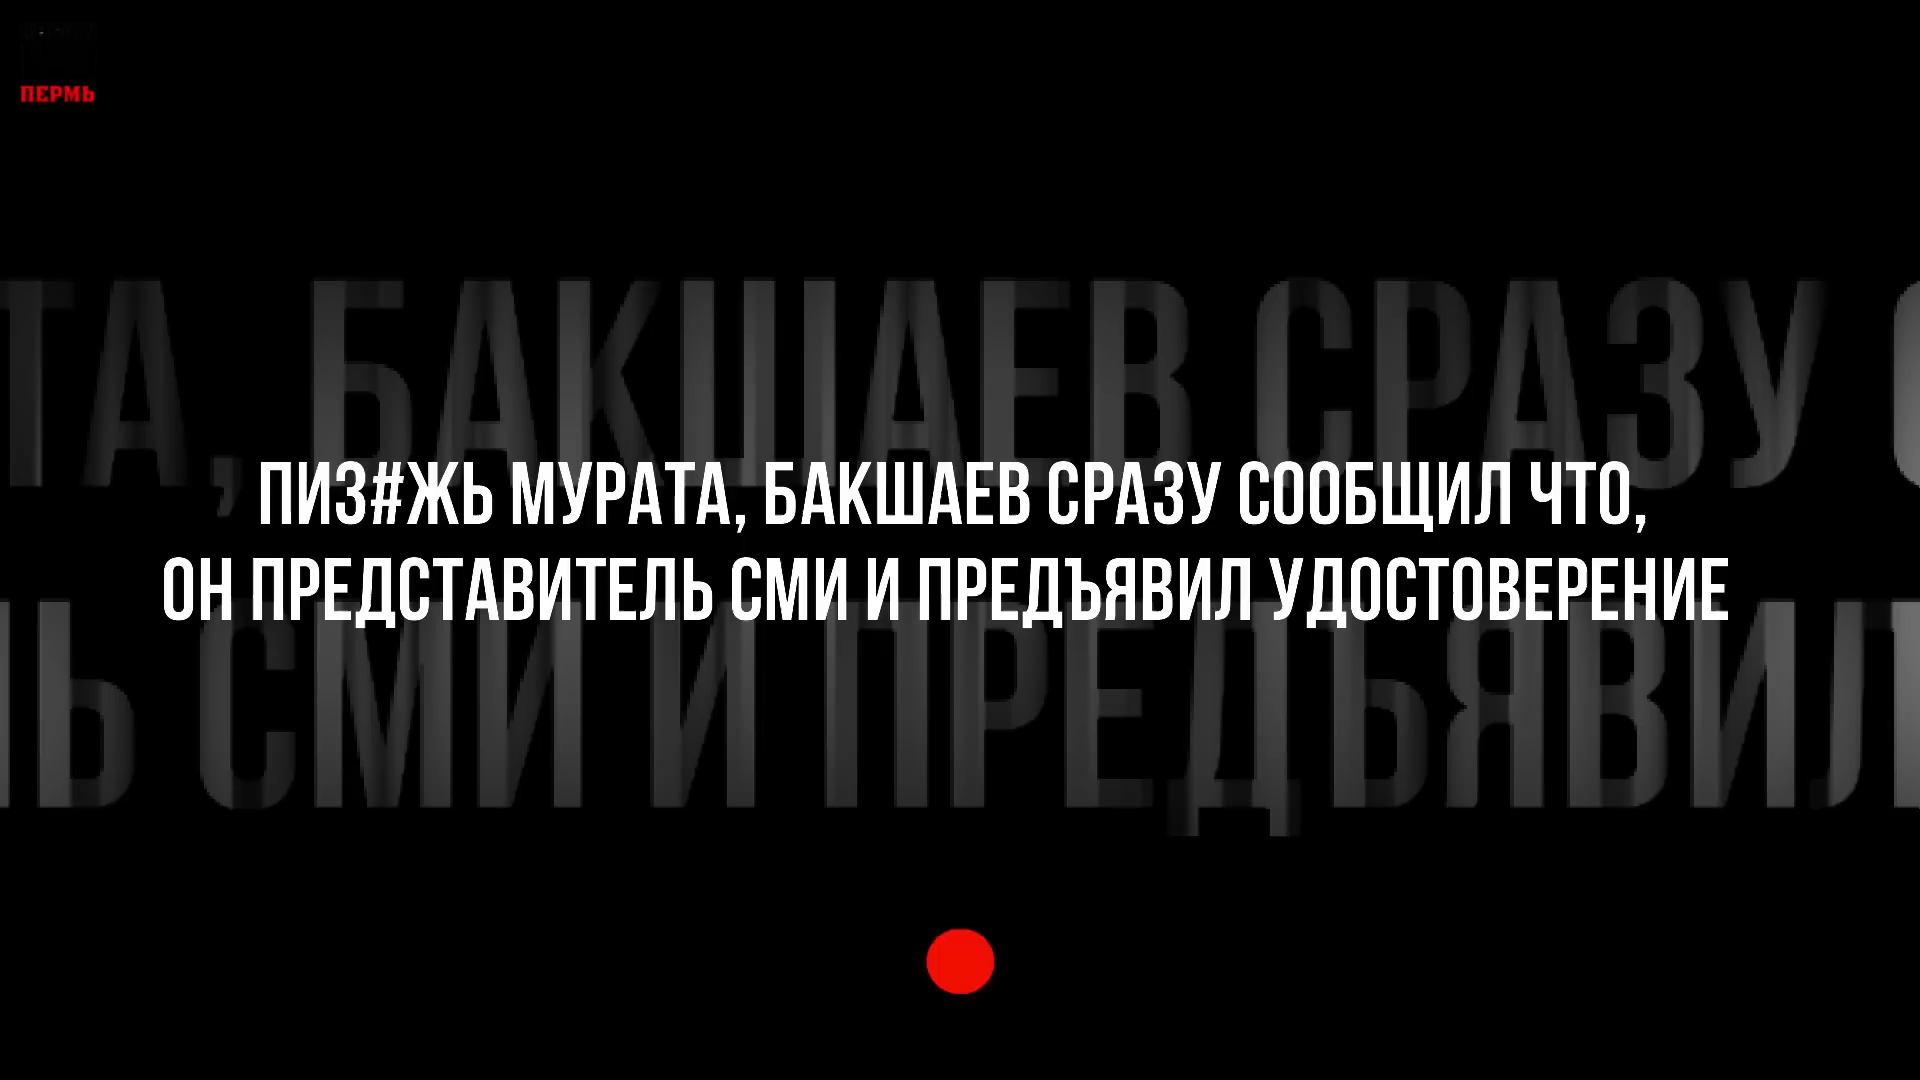 ПЕРМЬ
ТА, БАКШАЕВ СРАЗУ
ПИЗ#ЖЬ МУРАТА, БАКШАЕВ СРАЗУ СООБЩИЛ ЧТО,
ОН ПРЕДСТАВИТЕЛЬ СМИ И ПРЕДЪЯВИЛ УДОСТОВЕРЕНИЕ
Ь СМИ И ПРЕДЪЯВИЛ